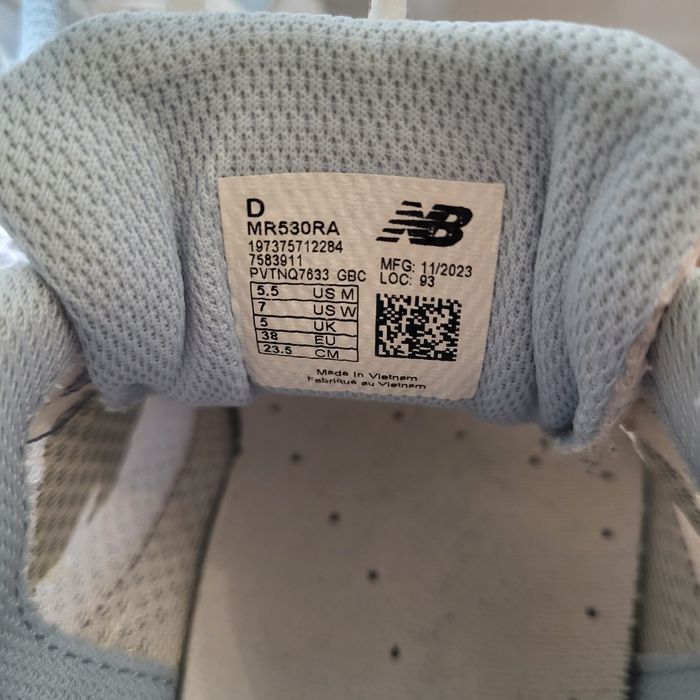 D
MR530RA
197375712284
7583911
PVTNQ7633 GBC
NB
MFG: 11/2023
LOC: 93
5.5 US M
7 US W
5 UK
38 EU
23.5 CM
Made in Vietnam
Fabriqué au Vietnam